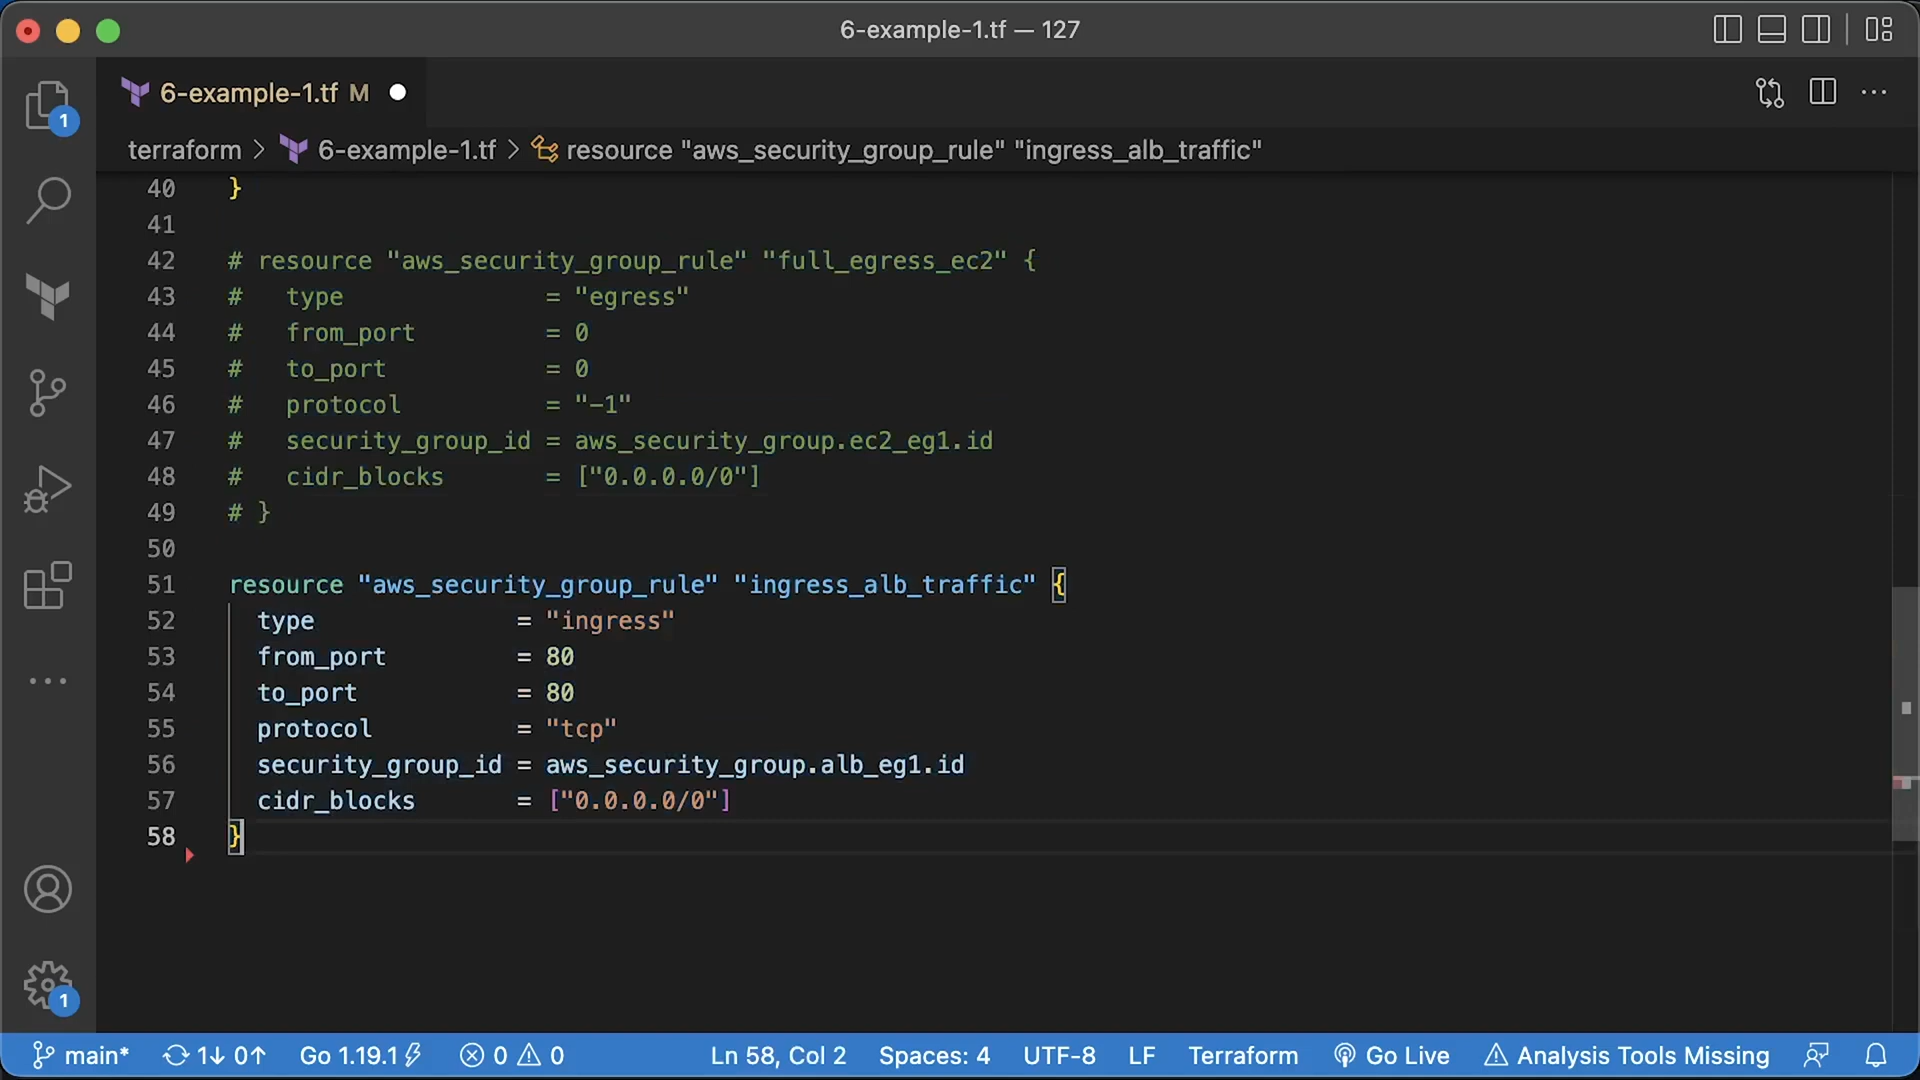 6-example-1.tf — 127
1
6-example-1.tf M
terraform > 6-example-1.tf > resource "aws_security_group_rule" "ingress_alb_traffic"
40 }
41
42 # resource "aws_security_group_rule" "full_egress_ec2" {
43 #   type              = "egress"
44 #   from_port         = 0
45 #   to_port           = 0
46 #   protocol          = "-1"
47 #   security_group_id = aws_security_group.ec2_eg1.id
48 #   cidr_blocks       = ["0.0.0.0/0"]
49 # }
50
51 resource "aws_security_group_rule" "ingress_alb_traffic" {
52   type              = "ingress"
53   from_port         = 80
54   to_port           = 80
55   protocol          = "tcp"
56   security_group_id = aws_security_group.alb_eg1.id
57   cidr_blocks       = ["0.0.0.0/0"]
58 }
1
main* 1↓ 0↑ Go 1.19.1 0 0 Ln 58, Col 2 Spaces: 4 UTF-8 LF Terraform Go Live Analysis Tools Missing